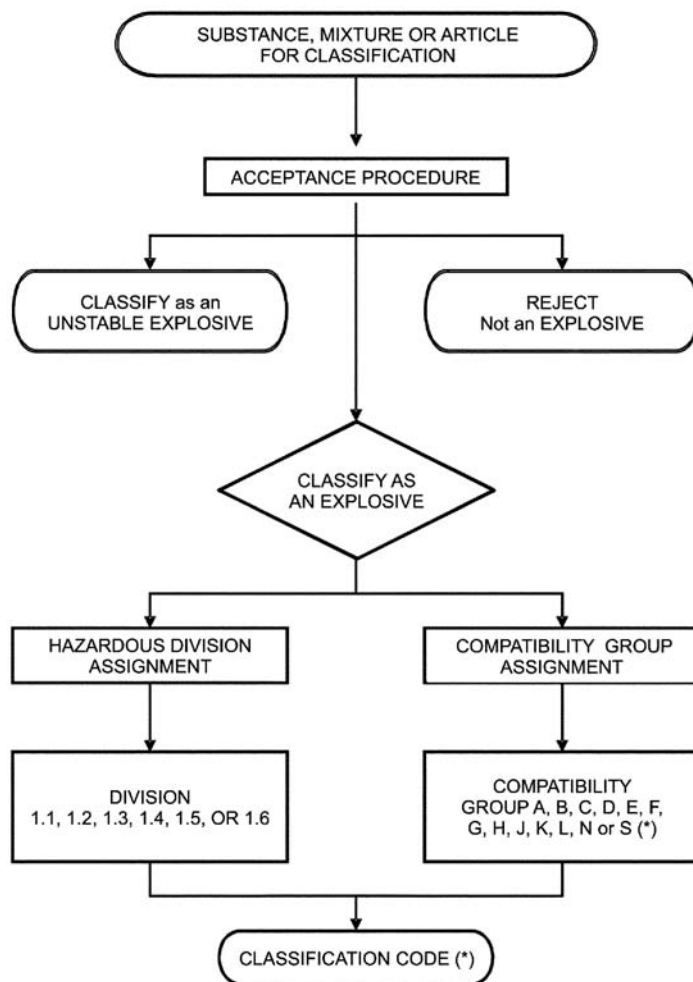 SUBSTANCE, MIXTURE OR ARTICLE
FOR CLASSIFICATION
ACCEPTANCE PROCEDURE
CLASSIFY as an
UNSTABLE EXPLOSIVE
REJECT
Not an EXPLOSIVE
CLASSIFY AS
AN EXPLOSIVE
HAZARDOUS DIVISION
ASSIGNMENT
COMPATIBILITY GROUP
ASSIGNMENT
DIVISION
1.1, 1.2, 1.3, 1.4, 1.5, OR 1.6
COMPATIBILITY
GROUP A, B, C, D, E, F,
G, H, J, K, L, N or S (*)
CLASSIFICATION CODE (*)